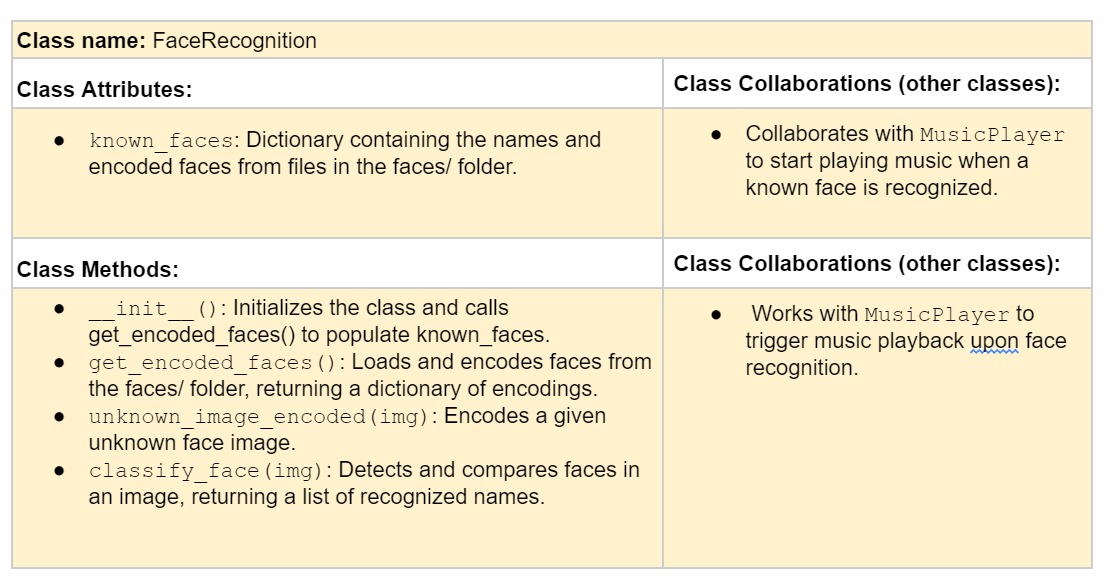 Class name: FaceRecognition
Class Attributes:
Class Collaborations (other classes):
● known_faces: Dictionary containing the names and
encoded faces from files in the faces/ folder.
● Collaborates with MusicPlayer
to start playing music when a
known face is recognized.
Class Methods:
Class Collaborations (other classes):
● __init__(): Initializes the class and calls
get_encoded_faces() to populate known_faces.
● get_encoded_faces(): Loads and encodes faces from
the faces/ folder, returning a dictionary of encodings.
● unknown_image_encoded(img): Encodes a given
unknown face image.
● classify_face(img): Detects and compares faces in
an image, returning a list of recognized names.
● Works with MusicPlayer to
trigger music playback upon face
recognition.